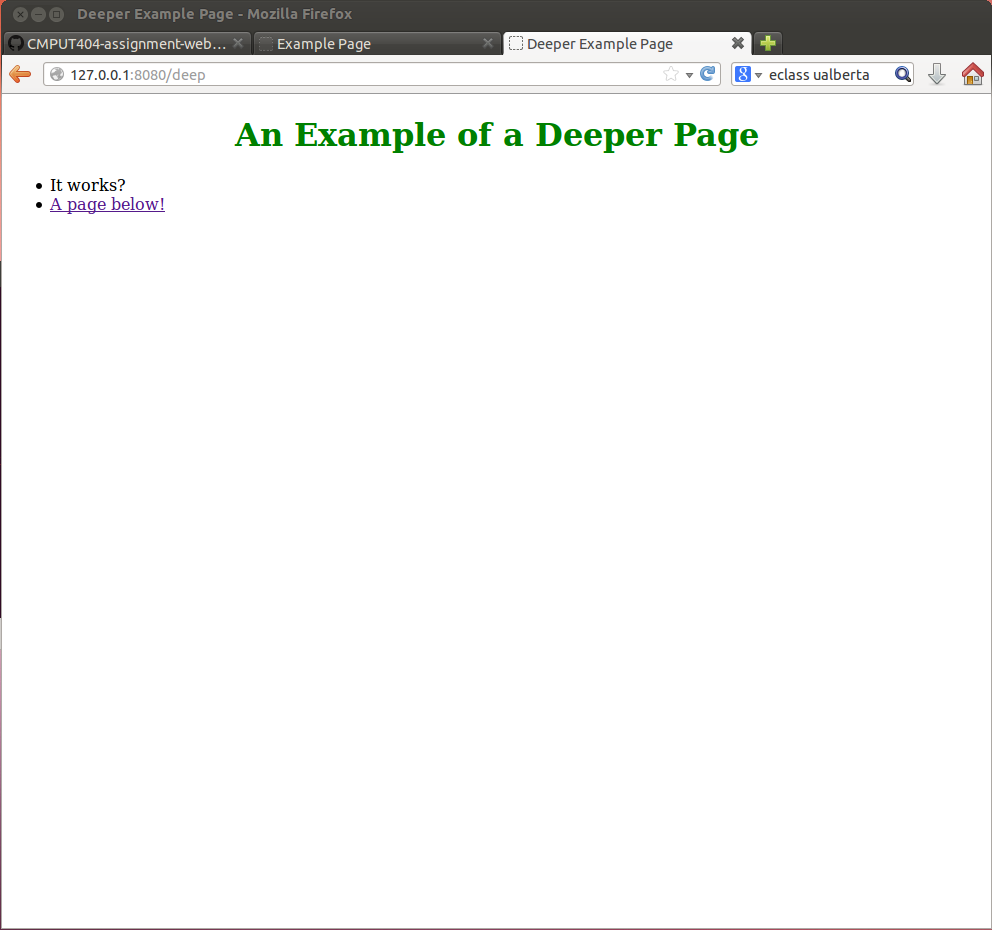 Deeper Example Page - Mozilla Firefox
CMPUT404-assignment-web... Example Page Deeper Example Page
127.0.0.1:8080/deep 8 eclass ualberta
An Example of a Deeper Page
• It works?
• A page below!